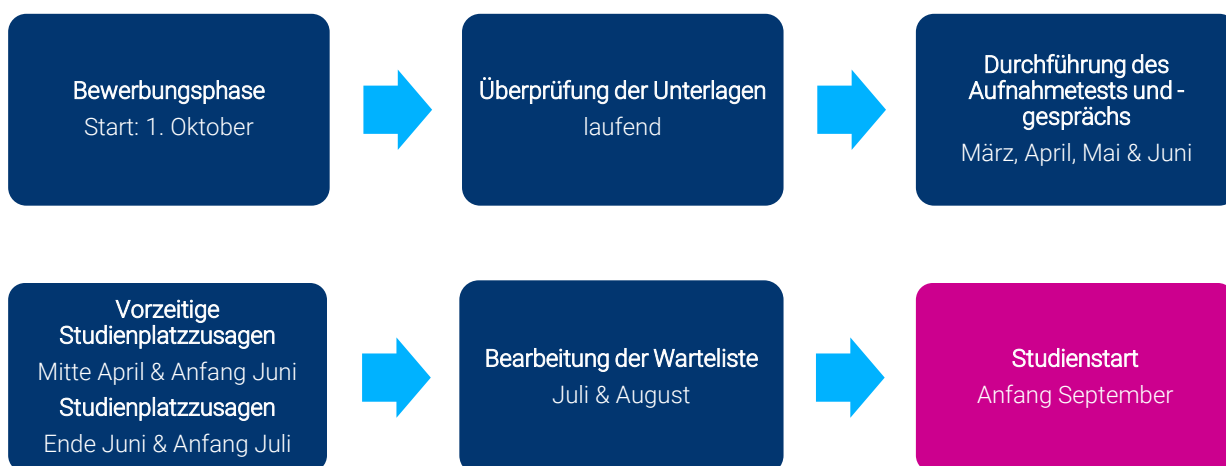 Bewerbungsphase
Start: 1. Oktober
Überprüfung der Unterlagen
laufend
Durchführung des
Aufnahmetests und -
gesprächs
März, April, Mai & Juni
Vorzeitige
Studienplatzzusagen
Mitte April & Anfang Juni
Studienplatzzusagen
Ende Juni & Anfang Juli
Bearbeitung der Warteliste
Juli & August
Studienstart
Anfang September